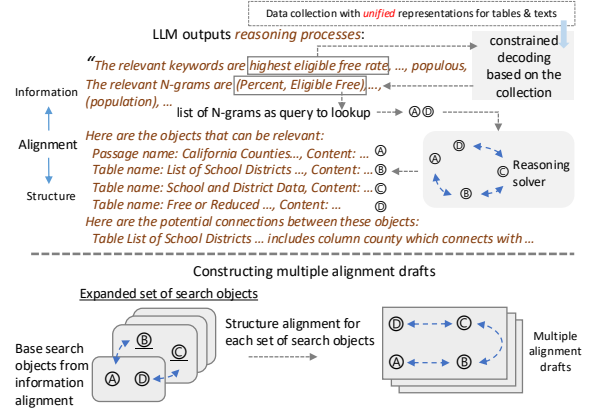 Data collection with unified representations for tables & texts
LLM outputs reasoning processes:
“The relevant keywords are highest eligible free rate, ..., populous,
The relevant N-grams are (Percent, Eligible Free),...,
(population), ...
constrained
decoding
based on the
collection
list of N-grams as query to lookup
A D
Information
Alignment
Structure
Here are the objects that can be relevant:
Passage name: California Counties..., Content: ... A
Table name: List of School Districts ..., Content: ... B
Table name: School and District Data, Content: ... C
Table name: Free or Reduced ..., Content: ... D
Here are the potential connections between these objects:
Table List of School Districts ... includes column county which connects with ...
D
A
C
B
Reasoning
solver
Constructing multiple alignment drafts
Expanded set of search objects
Base search
objects from
information
alignment
B
C
A D
Structure alignment for
each set of search objects
D C
A B
Multiple
alignment
drafts